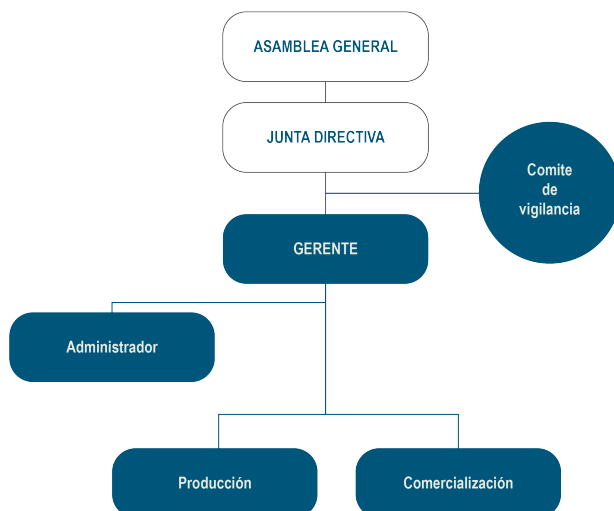 ASAMBLEA GENERAL
JUNTA DIRECTIVA
Comite
de
vigilancia
GERENTE
Administrador
Producción
Comercialización